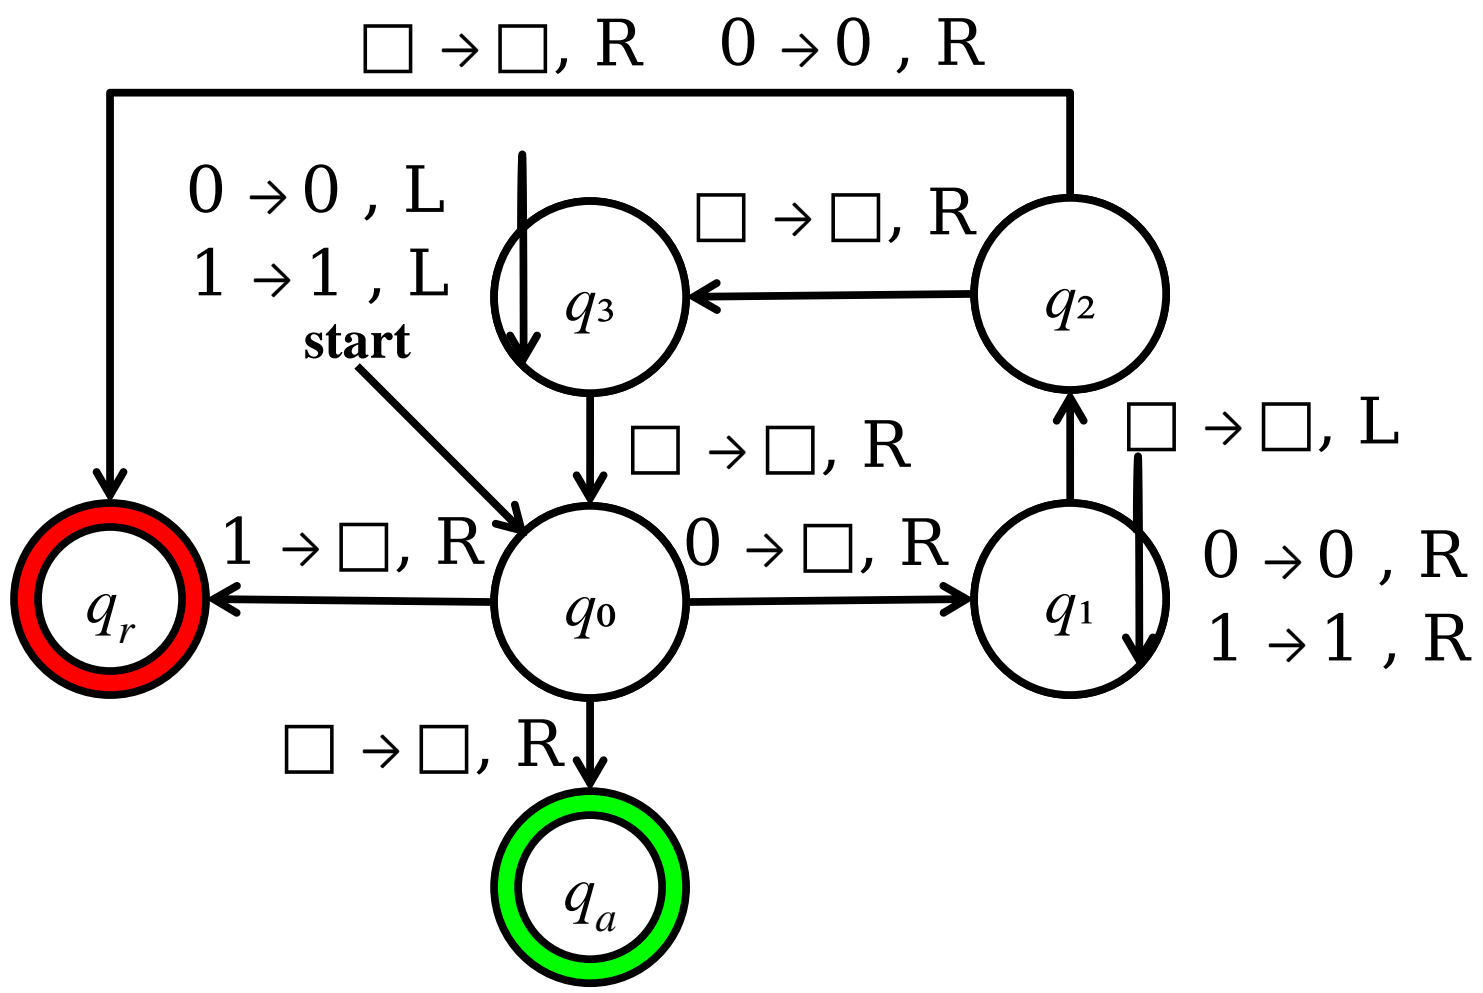 □ → □, R 0 → 0 , R
0 → 0 , L
1 → 1 , L
□ → □, R
q3
q2
start
□ → □, R
□ → □, L
1 → □, R
0 → □, R
0 → 0 , R
1 → 1 , R
qr
q0
q1
□ → □, R
qa